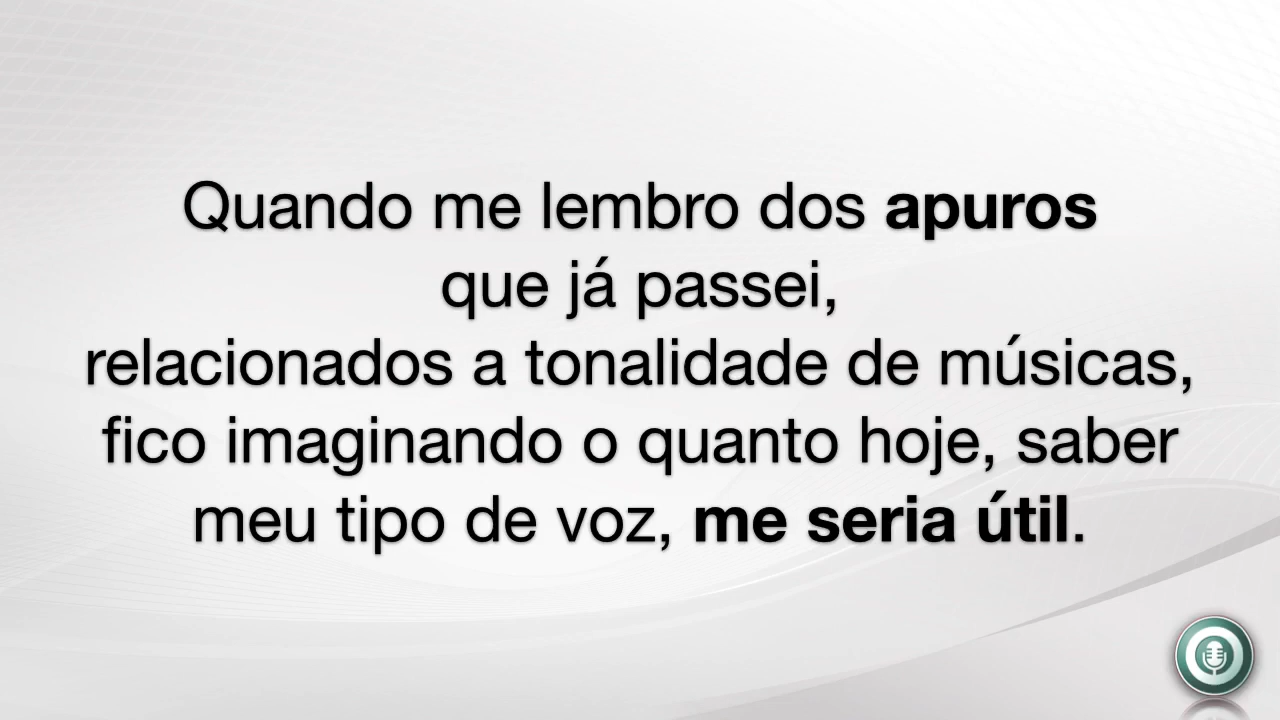 Quando me lembro dos apuros
que já passei,
relacionados a tonalidade de músicas,
fico imaginando o quanto hoje, saber
meu tipo de voz, me seria útil.